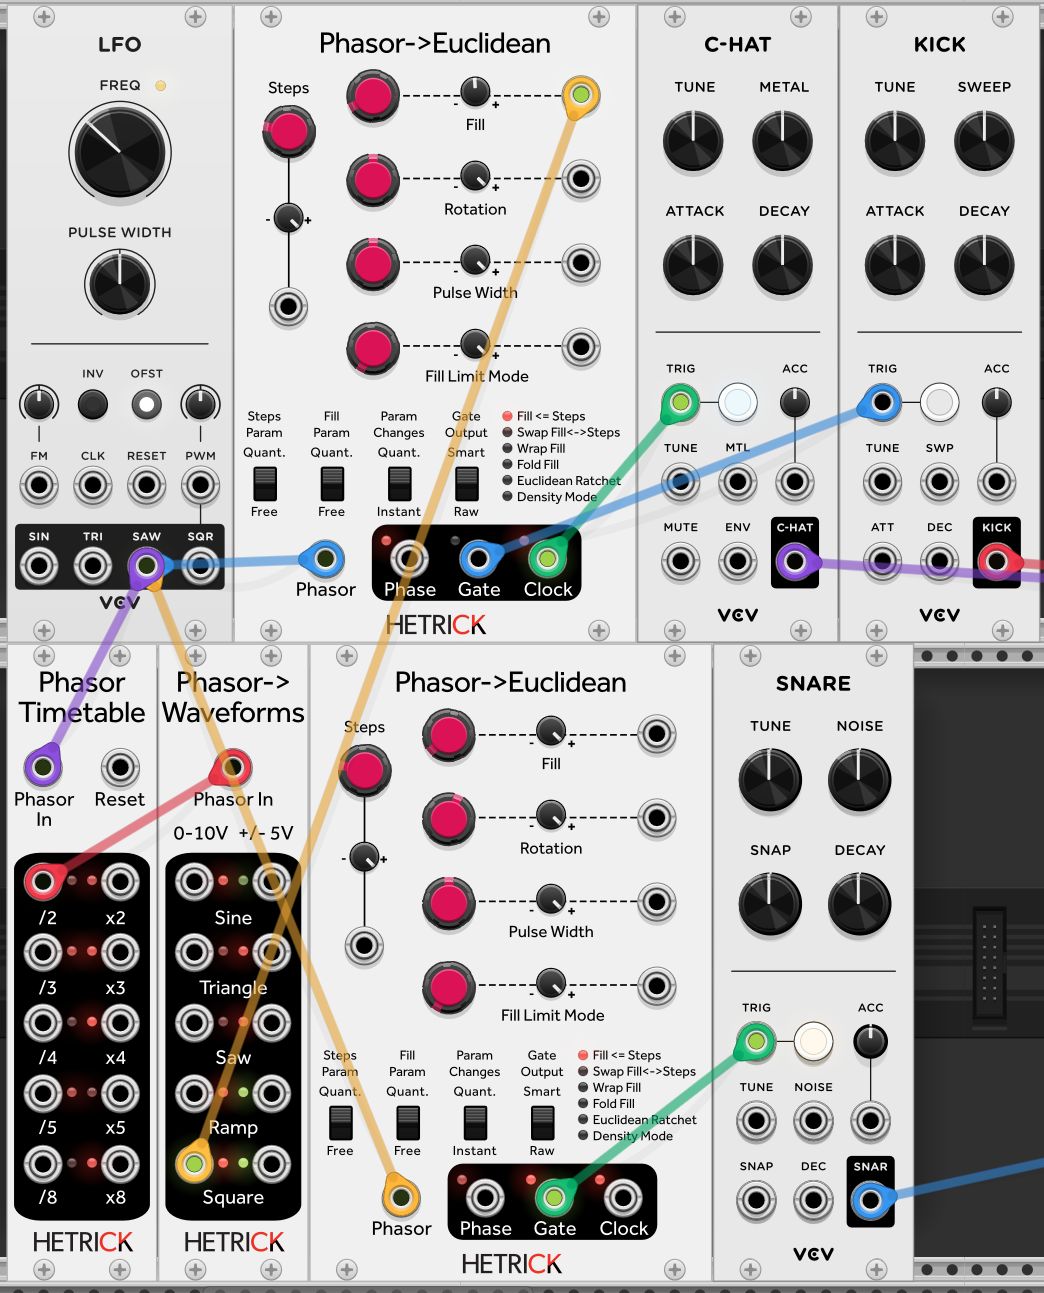 LFO
FREQ
PULSE WIDTH
INV OFST
FM CLK RESET PWM
SIN TRI SAW SQR
VCV
Phasor->Euclidean
Steps
- +
Fill
- +
Rotation
- +
Pulse Width
- +
Fill Limit Mode
- +
Steps Fill Param Gate
Param Param Changes Output
Quant. Quant. Quant. Smart
Free Free Instant Raw
Fill <= Steps
Swap Fill<->Steps
Wrap Fill
Fold Fill
Euclidean Ratchet
Density Mode
Phasor Phase Gate Clock
HETRICK
C-HAT
TUNE METAL
ATTACK DECAY
TRIG ACC
TUNE MTL
MUTE ENV C-HAT
VCV
KICK
TUNE SWEEP
ATTACK DECAY
TRIG ACC
TUNE SWP
ATT DEC KICK
VCV
Phasor
Timetable
Phasor Reset
In
/2 x2
/3 x3
/4 x4
/5 x5
/8 x8
HETRICK
Phasor->
Waveforms
Phasor In
0-10V +/- 5V
Sine
Triangle
Saw
Ramp
Square
HETRICK
Phasor->Euclidean
Steps
- +
Fill
- +
Rotation
- +
Pulse Width
- +
Fill Limit Mode
- +
Steps Fill Param Gate
Param Param Changes Output
Quant. Quant. Quant. Smart
Free Free Instant Raw
Fill <= Steps
Swap Fill<->Steps
Wrap Fill
Fold Fill
Euclidean Ratchet
Density Mode
Phasor Phase Gate Clock
HETRICK
SNARE
TUNE NOISE
SNAP DECAY
TRIG ACC
TUNE NOISE
SNAP DEC SNAR
VCV